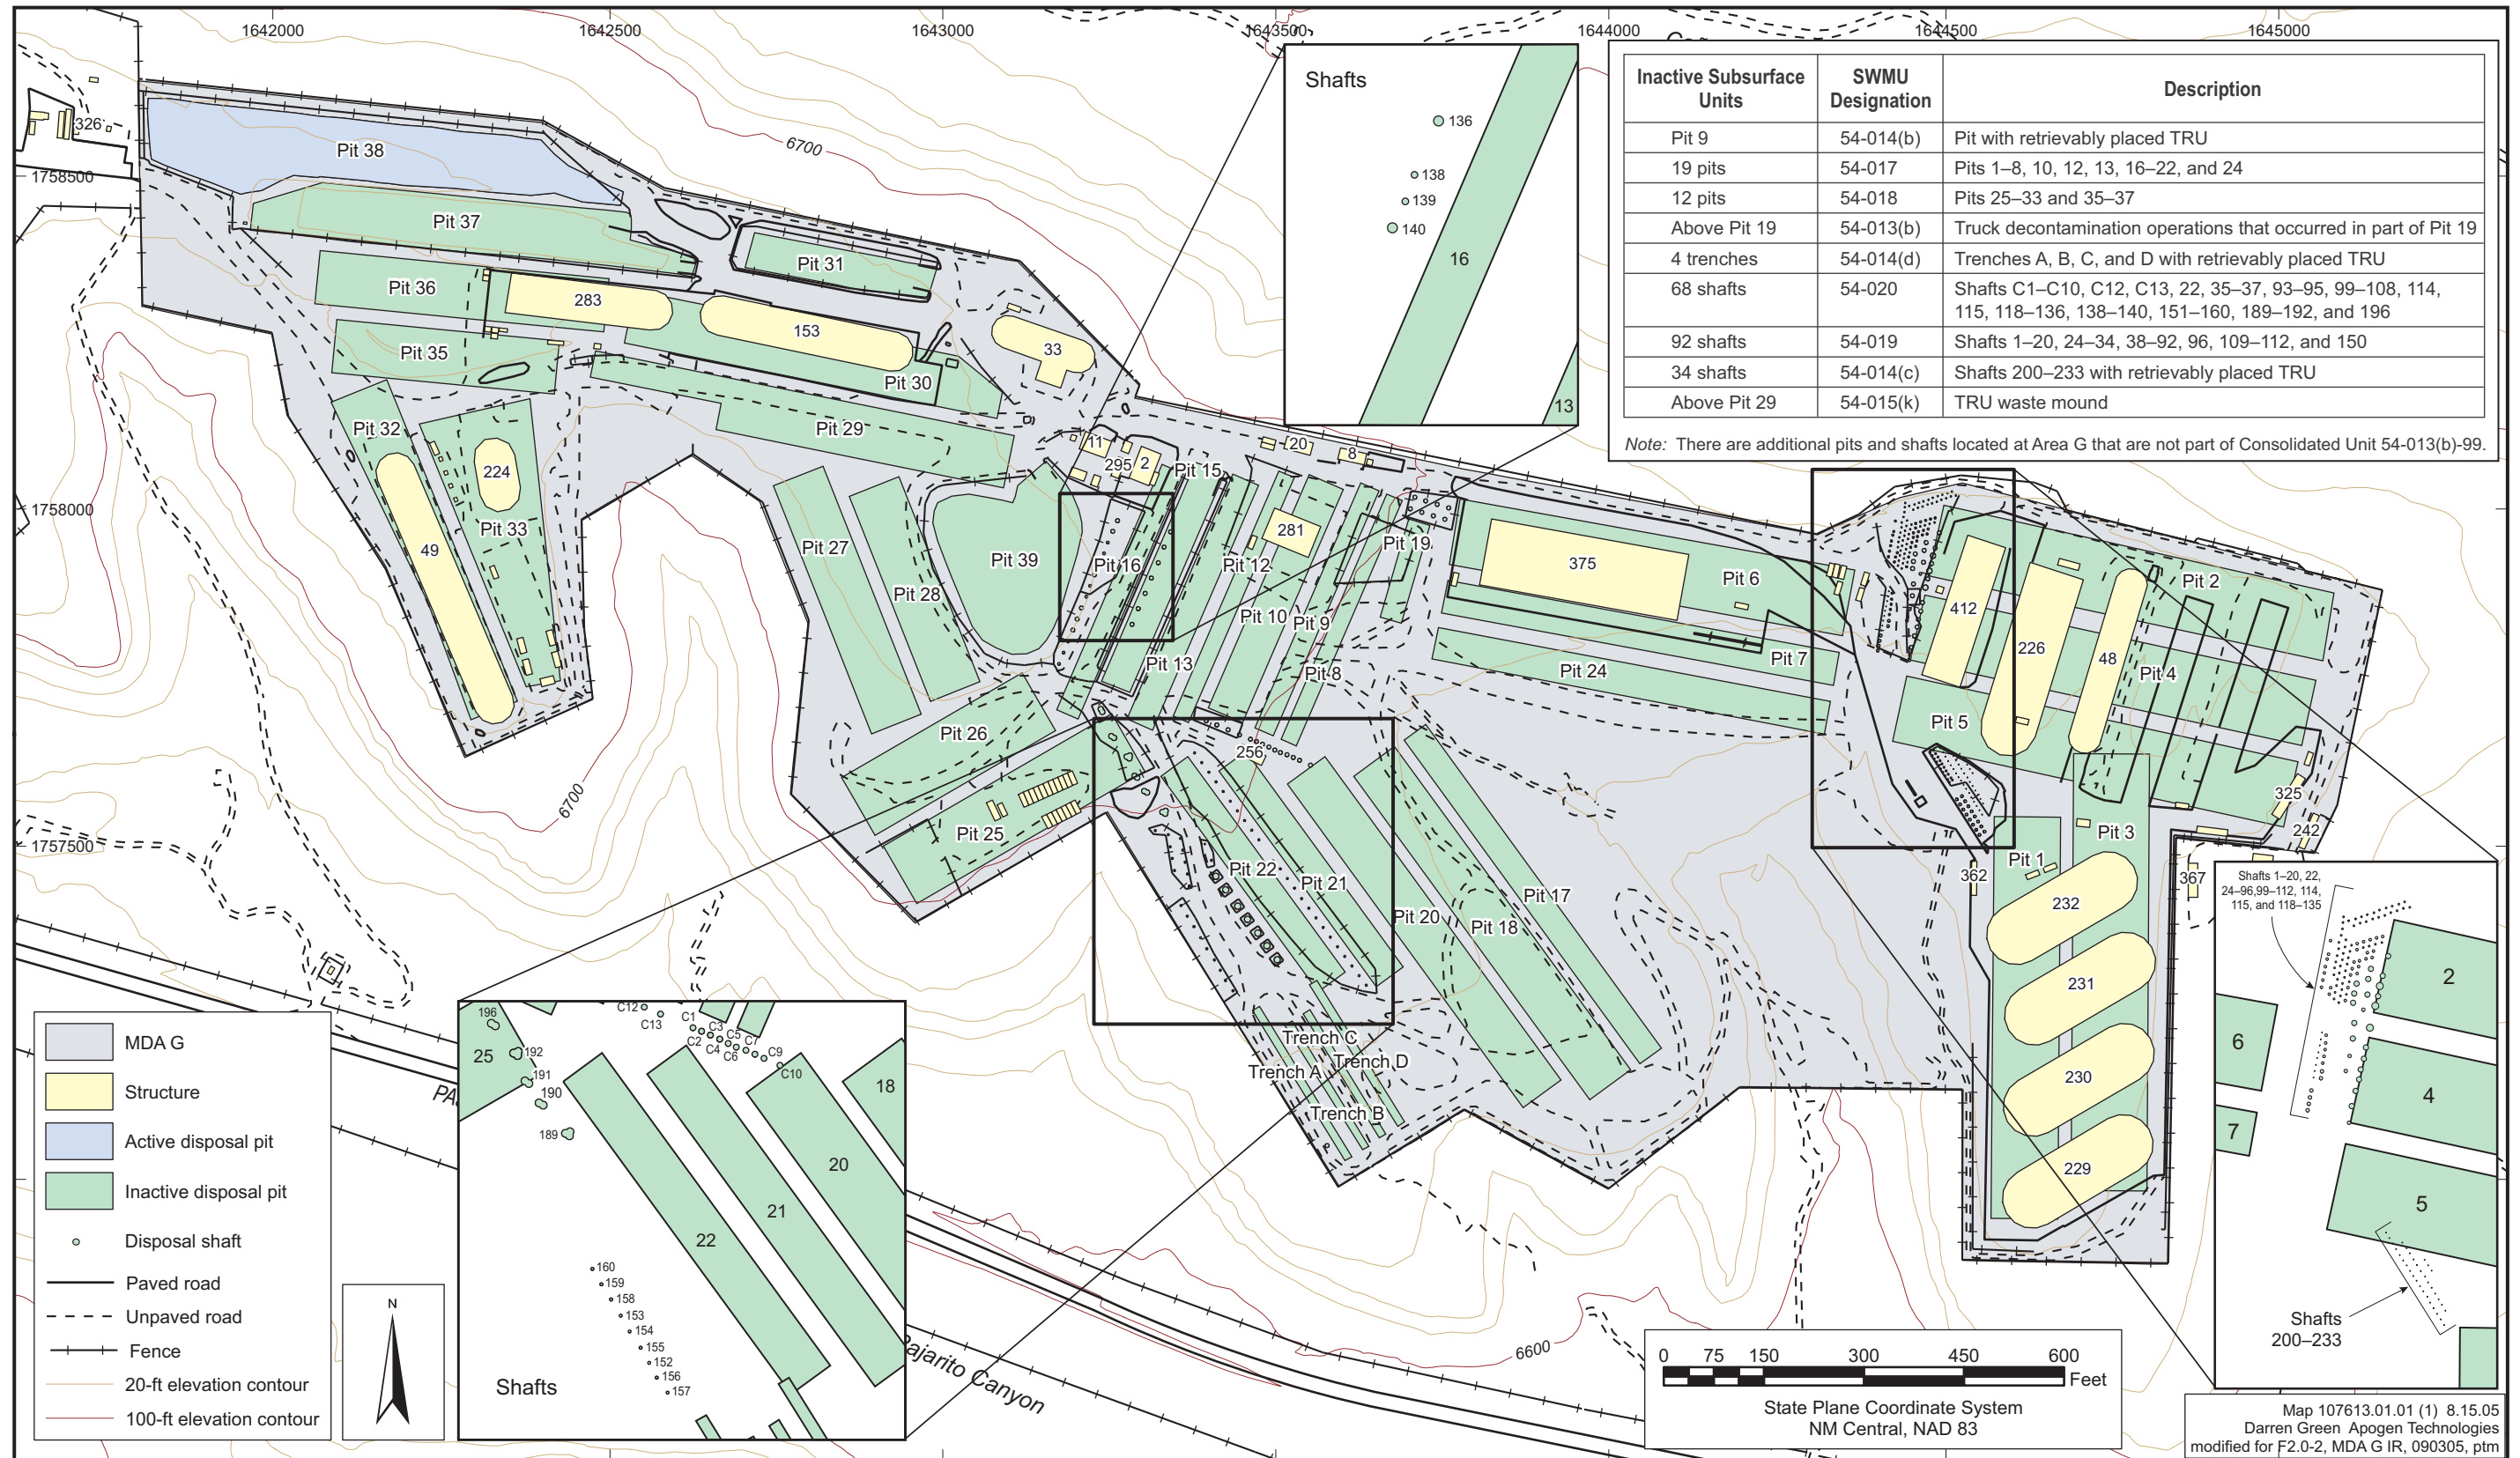 1642000
1642500
1643000
1643500
1644000
1644500
1645000
1758500
1758000
1757500
326
Pit 38
Pit 37
Pit 36
283
Pit 31
153
33
Pit 35
Pit 30
Pit 32
Pit 29
224
Pit 33
49
11
295
2
20
8
Pit 15
Pit 27
Pit 28
Pit 39
Pit 16
Pit 12
281
Pit 19
Pit 10
Pit 9
Pit 13
Pit 8
375
Pit 6
Pit 7
Pit 24
Pit 26
Pit 25
256
Pit 22
Pit 21
Pit 20
Pit 18
Pit 17
Trench C
Trench D
Trench A
Trench B
412
226
48
Pit 2
Pit 4
Pit 5
325
242
Pit 3
Pit 1
362
367
232
231
230
229
6700
6700
6600
Pajarito Canyon
Shafts
136
138
139
140
16
13
Inactive Subsurface Units
SWMU Designation
Description
Pit 9 54-014(b) Pit with retrievably placed TRU
19 pits 54-017 Pits 1–8, 10, 12, 13, 16–22, and 24
12 pits 54-018 Pits 25–33 and 35–37
Above Pit 19 54-013(b) Truck decontamination operations that occurred in part of Pit 19
4 trenches 54-014(d) Trenches A, B, C, and D with retrievably placed TRU
68 shafts 54-020 Shafts C1–C10, C12, C13, 22, 35–37, 93–95, 99–108, 114,
115, 118–136, 138–140, 151–160, 189–192, and 196
92 shafts 54-019 Shafts 1–20, 24–34, 38–92, 96, 109–112, and 150
34 shafts 54-014(c) Shafts 200–233 with retrievably placed TRU
Above Pit 29 54-015(k) TRU waste mound
Note: There are additional pits and shafts located at Area G that are not part of Consolidated Unit 54-013(b)-99.
MDA G
Structure
Active disposal pit
Inactive disposal pit
Disposal shaft
Paved road
Unpaved road
Fence
20-ft elevation contour
100-ft elevation contour
N
196
25
192
191
190
189
C12
C13
C1
C3
C2
C5
C4
C7
C6
C9
C10
18
20
21
22
160
159
158
153
154
155
152
156
157
Shafts
Shafts 1–20, 22,
24–96,99–112, 114,
115, and 118–135
2
6
4
7
5
Shafts
200–233
0 75 150 300 450 600
Feet
State Plane Coordinate System
NM Central, NAD 83
Map 107613.01.01 (1) 8.15.05
Darren Green Apogen Technologies
modified for F2.0-2, MDA G IR, 090305, ptm